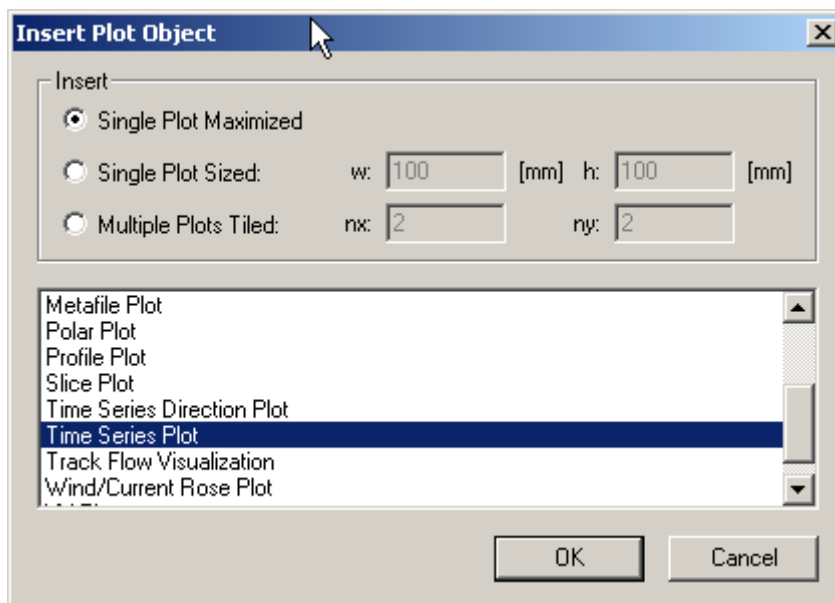 Insert Plot Object
Insert
Single Plot Maximized
Single Plot Sized: w: 100 [mm] h: 100 [mm]
Multiple Plots Tiled: nx: 2 ny: 2
Metafile Plot
Polar Plot
Profile Plot
Slice Plot
Time Series Direction Plot
Time Series Plot
Track Flow Visualization
Wind/Current Rose Plot
OK Cancel